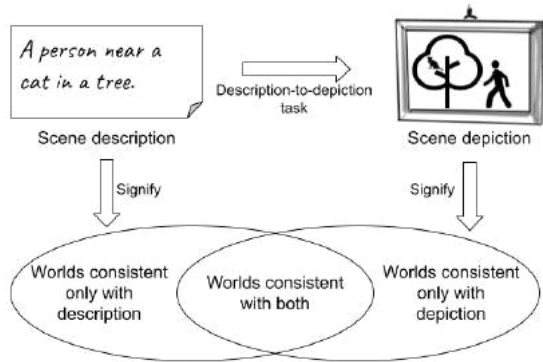 A person near a
cat in a tree.
Description-to-depiction
task
Scene description
Scene depiction
Signify
Signify
Worlds consistent
only with
description
Worlds consistent
with both
Worlds consistent
only with
depiction